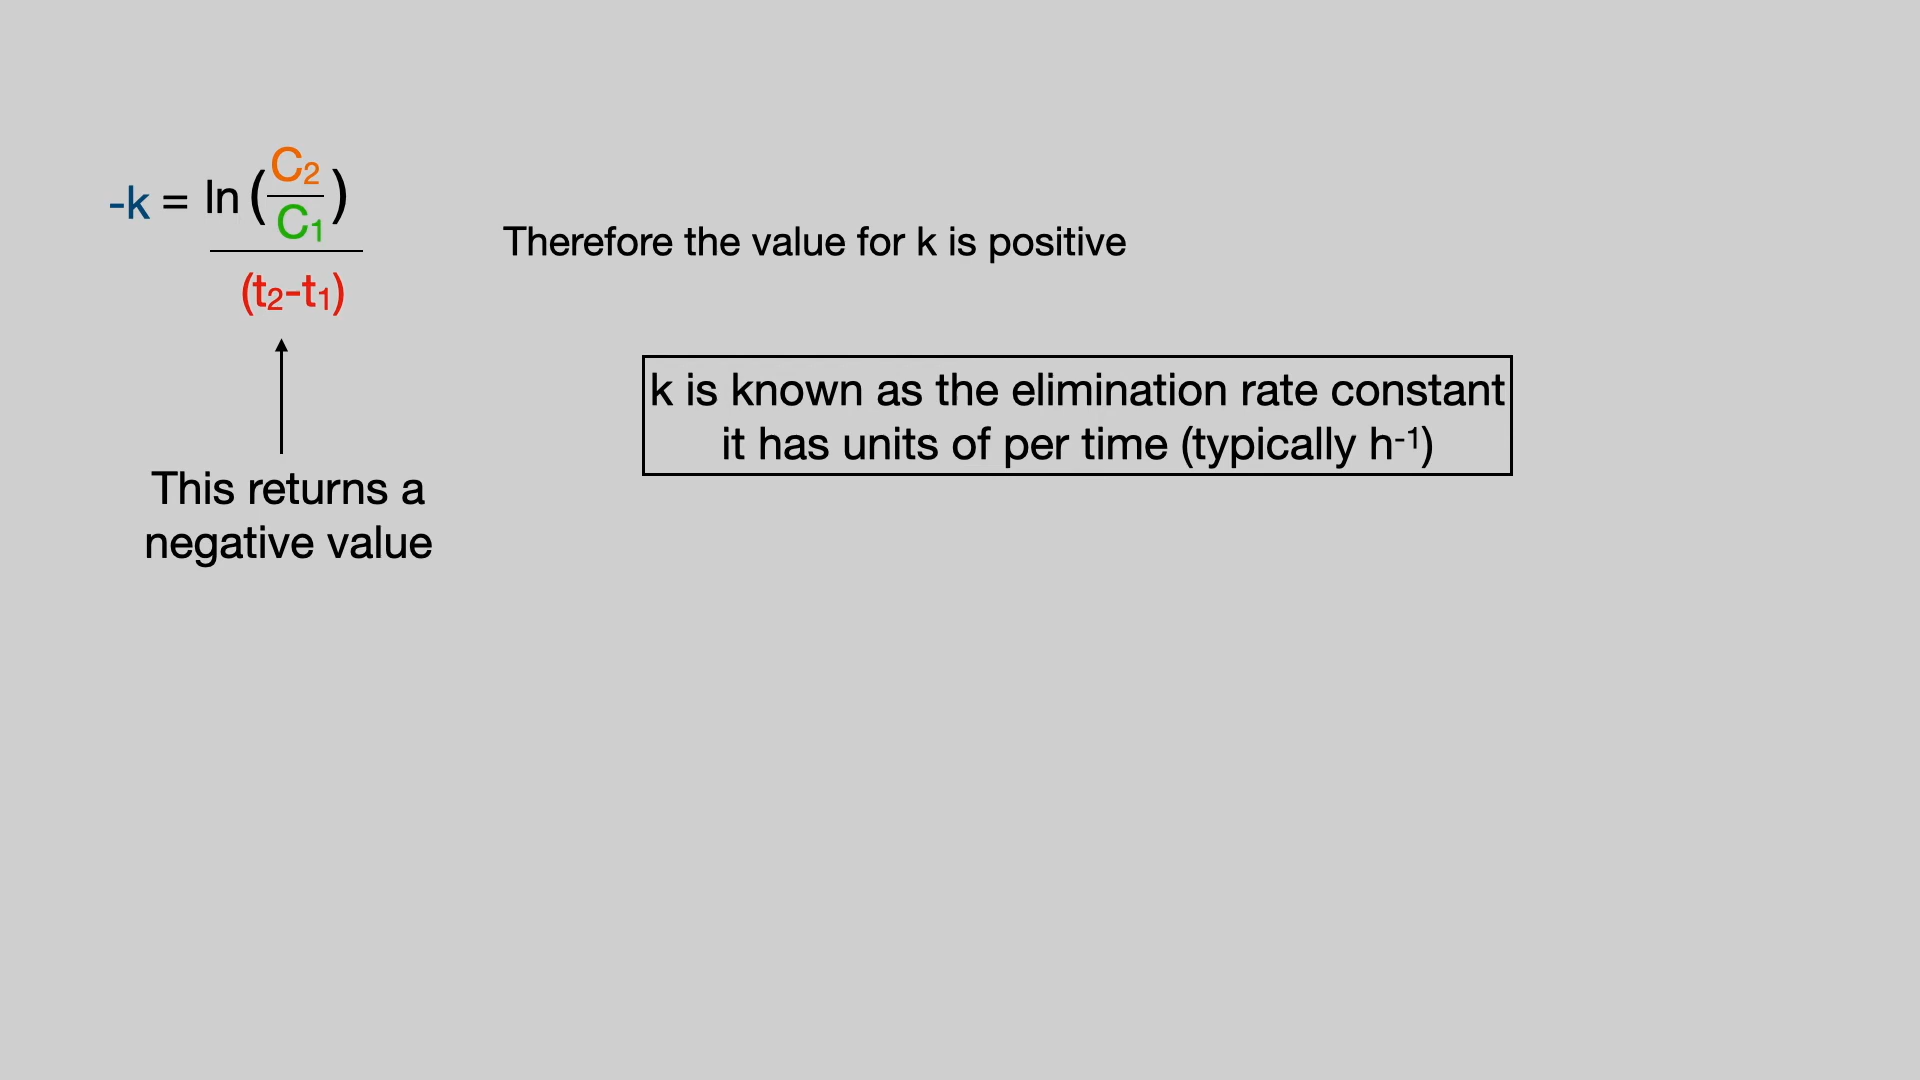 -k = ln(C₂/C₁)
(t₂-t₁)
Therefore the value for k is positive
k is known as the elimination rate constant
it has units of per time (typically h⁻¹)
This returns a
negative value